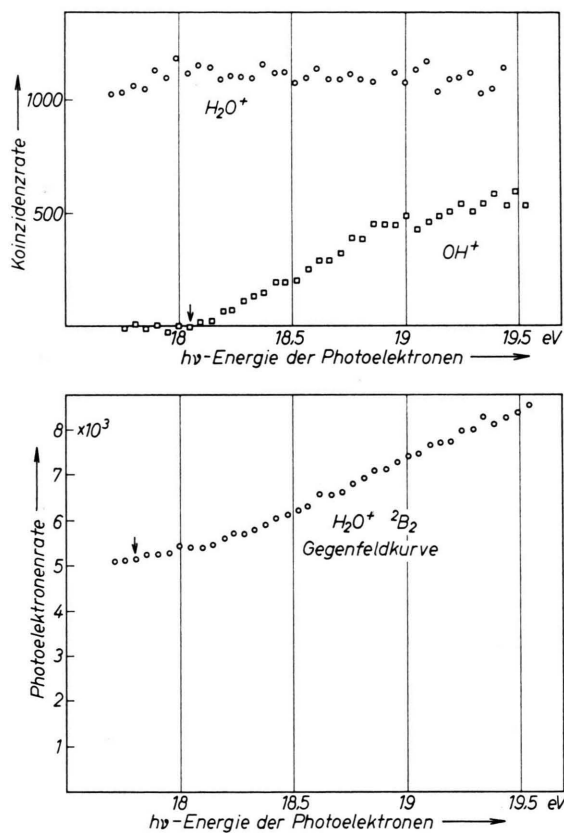 Koinzidenzrate
1000
500
H₂O⁺
OH⁺
18 18.5 19 19.5 eV
hν-Energie der Photoelektronen
Photoelektronenrate
8 ×10³
7
6
5
4
3
2
1
H₂O⁺ ²B₂
Gegenfeldkurve
18 18.5 19 19.5 eV
hν-Energie der Photoelektronen